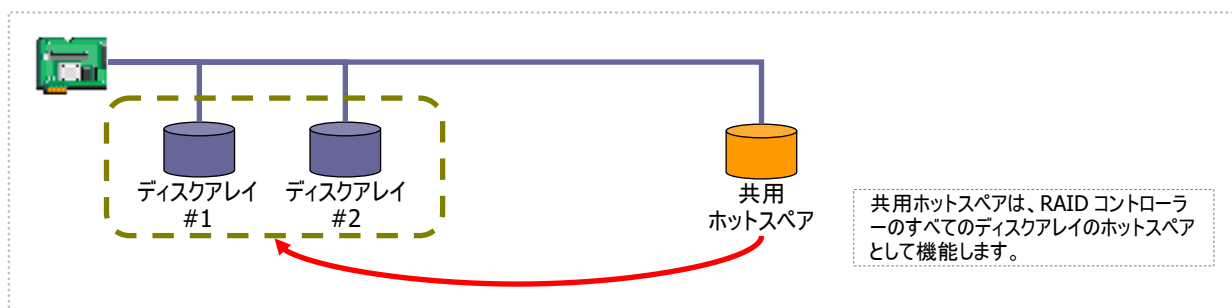 ディスクアレイ
#1
ディスクアレイ
#2
共用
ホットスペア
共用ホットスペアは、RAID コントローラ
ーのすべてのディスクアレイのホットスペア
として機能します。